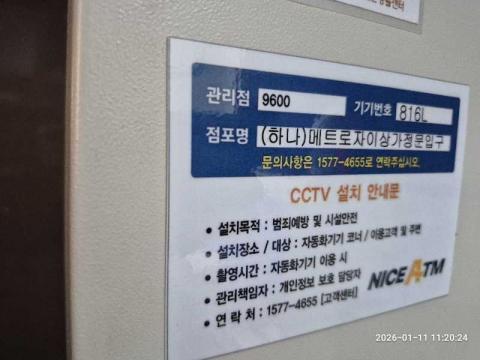 관리점 9600 기기번호 816L
점포명 (하나)메트로자이상가정문입구
문의사항은 1577-4655로 연락주십시오.
CCTV 설치 안내문
• 설치목적 : 범죄예방 및 시설안전
• 설치장소 / 대상 : 자동화기기 코너 / 이용고객 및 주변
• 촬영시간 : 자동화기기 이용 시
• 관리책임자 : 개인정보 보호 담당자
• 연 락 처 : 1577-4655 [고객센터]
NICE ATM
2026-01-11 11:20:24